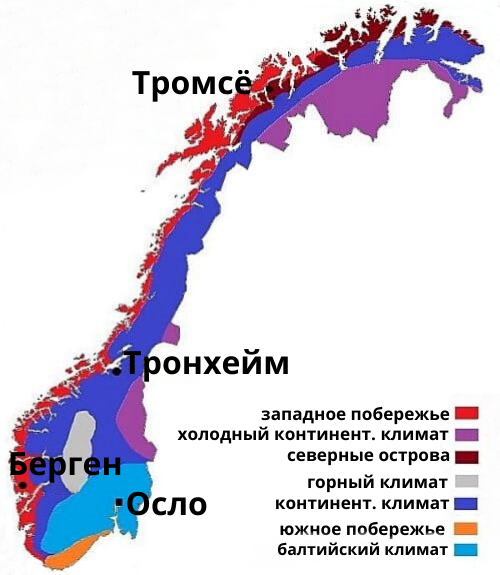 Тромсё
Тронхейм
Берген
Осло
западное побережье
холодный континент. климат
северные острова
горный климат
континент. климат
южное побережье
балтийский климат